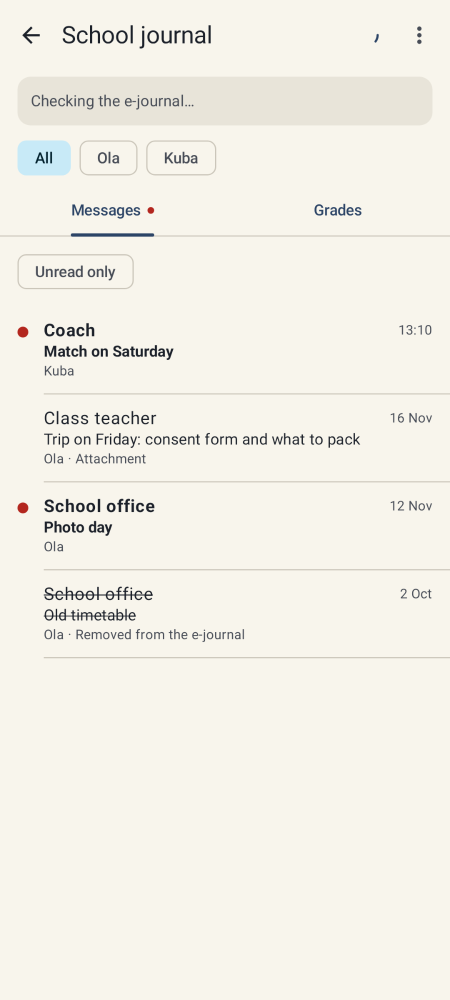 School journal
Checking the e-journal…
All
Ola
Kuba
Messages
Grades
Unread only
Coach
13:10
Match on Saturday
Kuba
Class teacher
16 Nov
Trip on Friday: consent form and what to pack
Ola · Attachment
School office
12 Nov
Photo day
Ola
School office
2 Oct
Old timetable
Ola · Removed from the e-journal